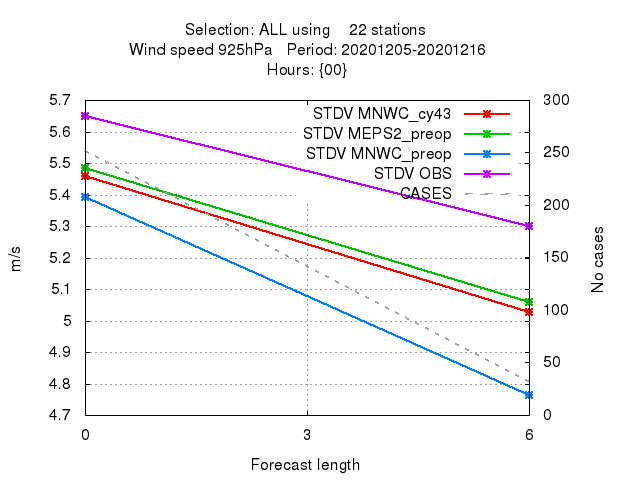 Selection: ALL using    22 stations
Wind speed 925hPa   Period: 20201205-20201216
Hours: {00}
5.7
5.6
5.5
5.4
5.3
5.2
5.1
5
4.9
4.8
4.7
m/s
STDV MNWC_cy43
STDV MEPS2_preop
STDV MNWC_preop
STDV OBS
CASES
300
250
200
150
100
50
0
No cases
0 3 6
Forecast length